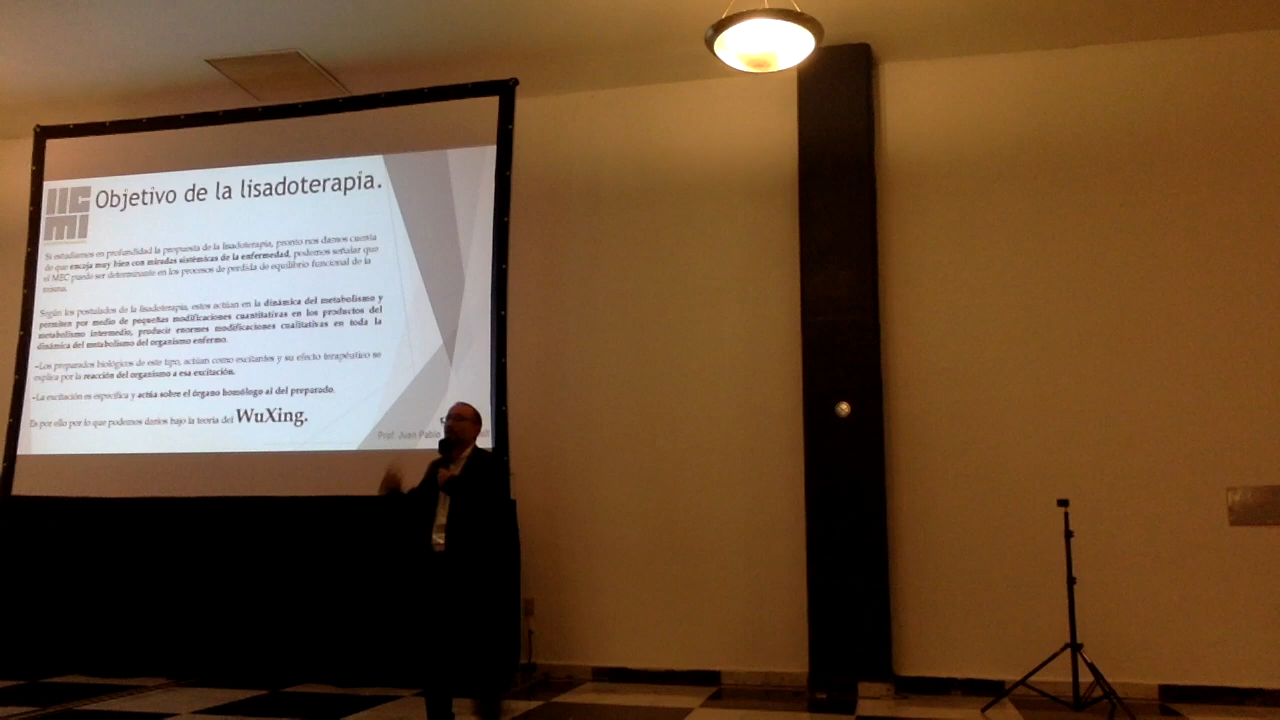 IIC
MI
Objetivo de la lisadoterapia.
Si estudiamos en profundidad la propuesta de la lisadoterapia, pronto nos damos cuenta
de que encaja muy bien con miradas sistémicas de la enfermedad, podemos señalar que
el MEC puede ser determinante en los procesos de perdida de equilibrio funcional de la
misma.
Según los postulados de la lisadoterapia, estos actúan en la dinámica del metabolismo y
permiten por medio de pequeñas modificaciones cuantitativas en los productos del
metabolismo intermedio, producir enormes modificaciones cualitativas en toda la
dinámica del metabolismo del organismo enfermo.
-Los preparados biológicos de este tipo, actúan como excitantes y su efecto terapéutico se
explica por la reacción del organismo a esa excitación.
-La excitación es específica y actúa sobre el órgano homólogo al del preparado.
Es por ello por lo que podemos darlos bajo la teoría del WuXing.
Prof. Juan Pablo